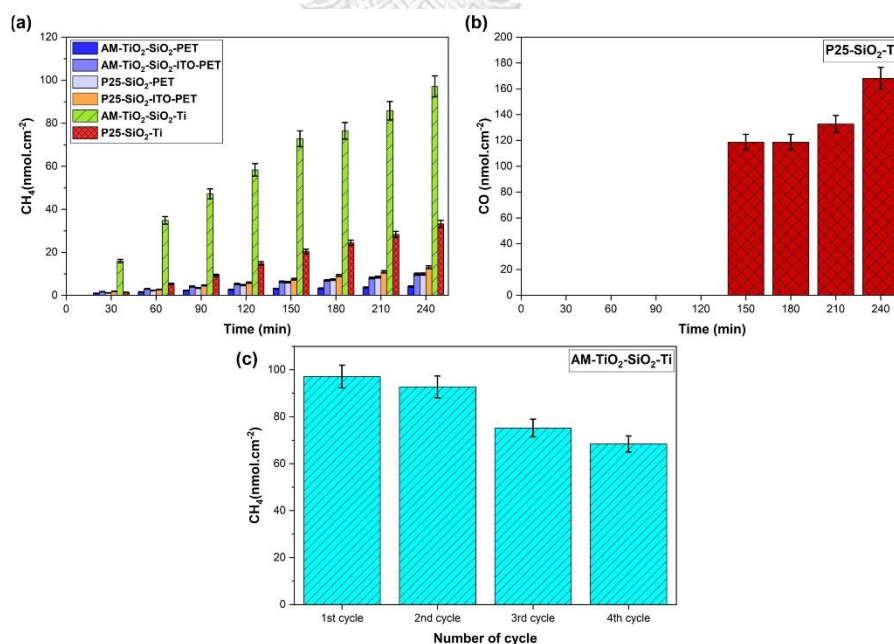 (a)
AM-TiO₂-SiO₂-PET
AM-TiO₂-SiO₂-ITO-PET
P25-SiO₂-PET
P25-SiO₂-ITO-PET
AM-TiO₂-SiO₂-Ti
P25-SiO₂-Ti
CH₄(nmol.cm⁻²)
120
100
80
60
40
20
0
0 30 60 90 120 150 180 210 240
Time (min)
(b)
P25-SiO₂-T
CO (nmol.cm⁻²)
200
180
160
140
120
100
80
60
40
20
0
0 30 60 90 120 150 180 210 240
Time (min)
(c)
AM-TiO₂-SiO₂-Ti
CH₄(nmol.cm⁻²)
100
80
60
40
20
0
1st cycle 2nd cycle 3rd cycle 4th cycle
Number of cycle